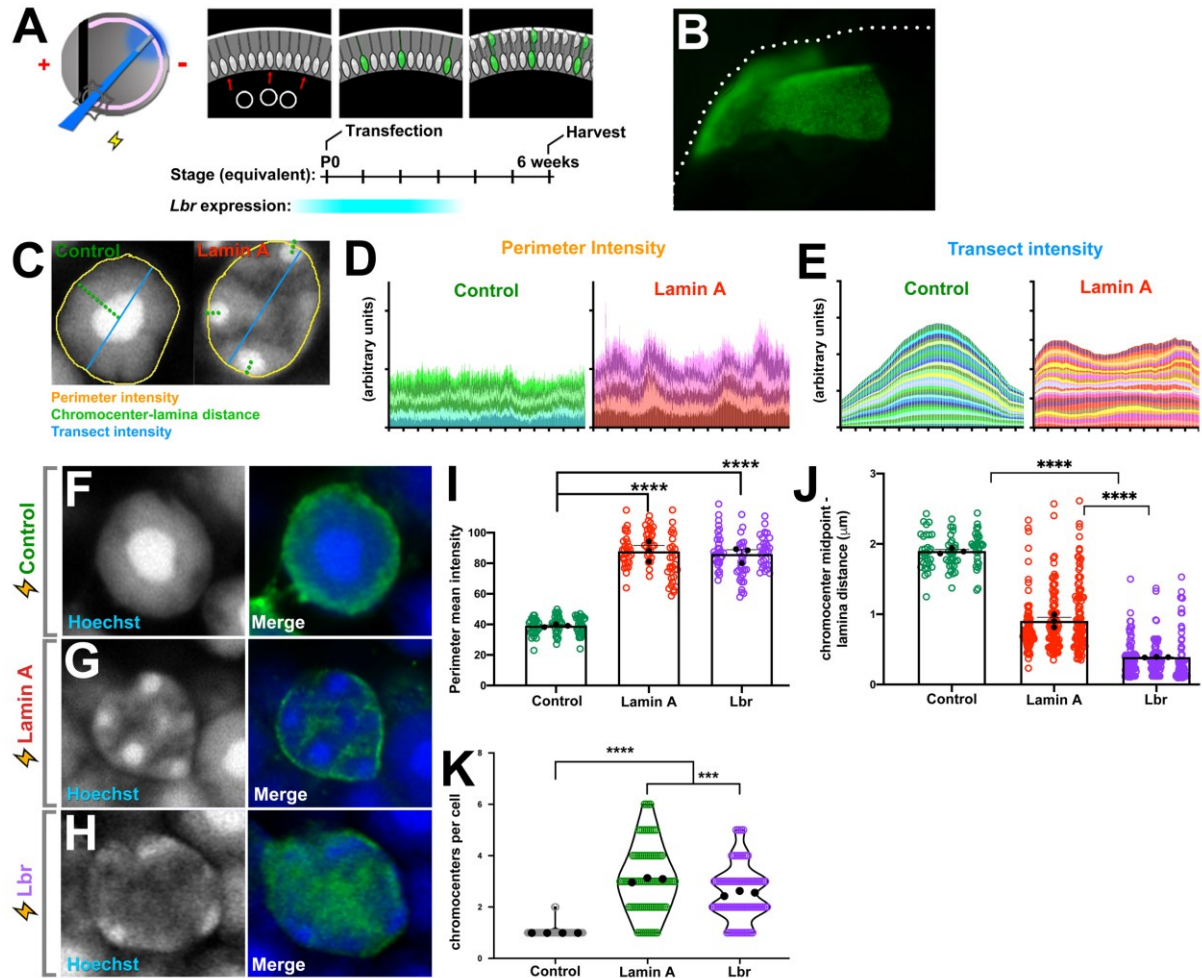 A
+
-
Transfection
Harvest
P0
6 weeks
Stage (equivalent):
Lbr expression:
B
C
Control
Lamin A
Perimeter intensity
Chromocenter-lamina distance
Transect intensity
D
Perimeter Intensity
Control
Lamin A
(arbitrary units)
E
Transect intensity
Control
Lamin A
(arbitrary units)
Control
F
Hoechst
Merge
Lamin A
G
Hoechst
Merge
Lbr
H
Hoechst
Merge
I
****
****
Perimeter mean intensity
100
80
60
40
20
0
Control
Lamin A
Lbr
J
****
****
chromocenter midpoint -
lamina distance (μm)
3
2
1
0
Control
Lamin A
Lbr
K
****
***
chromocenters per cell
8
6
4
2
0
Control
Lamin A
Lbr